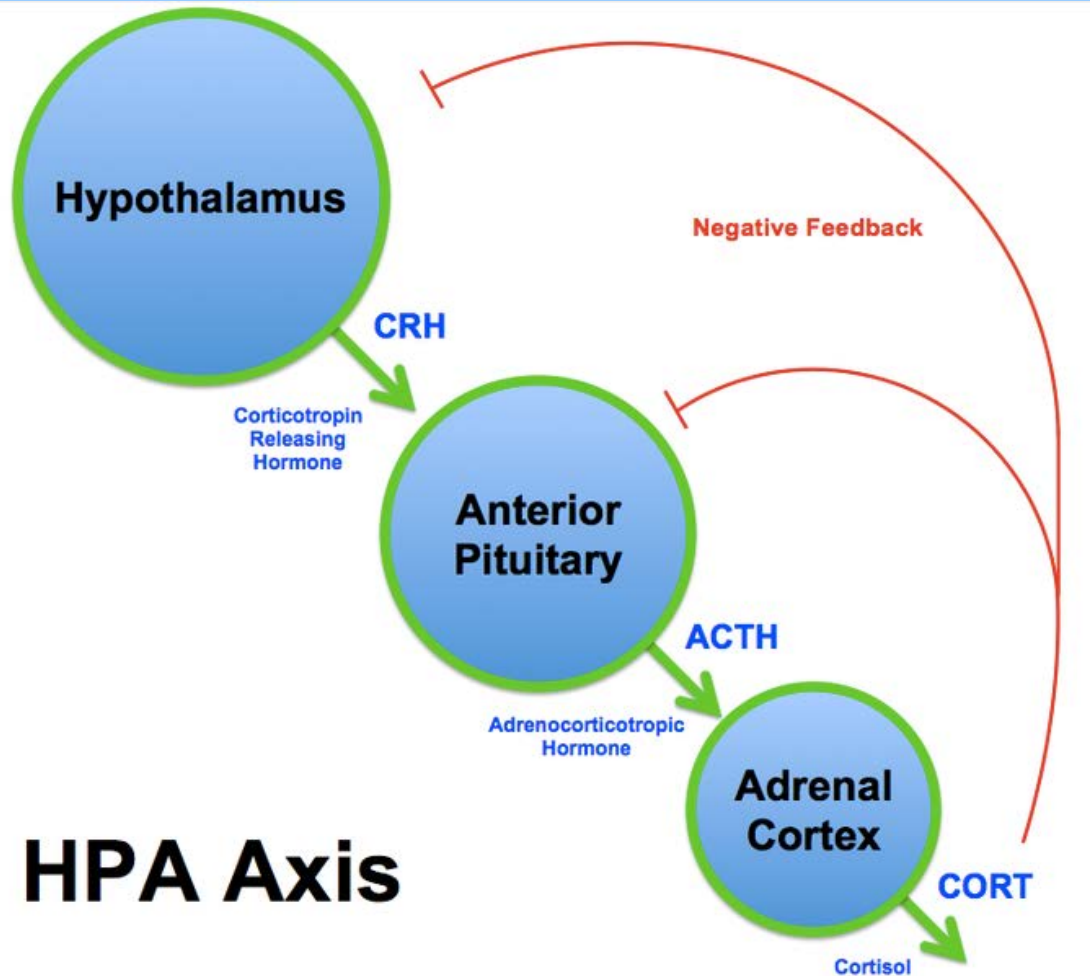 Hypothalamus
Negative Feedback
CRH
Corticotropin
Releasing
Hormone
Anterior
Pituitary
ACTH
Adrenocorticotropic
Hormone
Adrenal
Cortex
HPA Axis
CORT
Cortisol